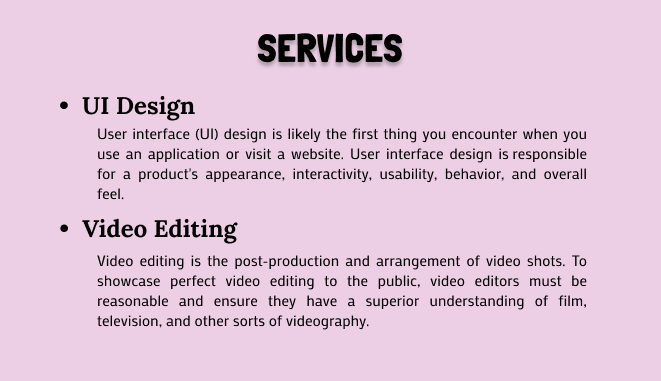 SERVICES
• UI Design
User interface (UI) design is likely the first thing you encounter when you
use an application or visit a website. User interface design is responsible
for a product's appearance, interactivity, usability, behavior, and overall
feel.
• Video Editing
Video editing is the post-production and arrangement of video shots. To
showcase perfect video editing to the public, video editors must be
reasonable and ensure they have a superior understanding of film,
television, and other sorts of videography.